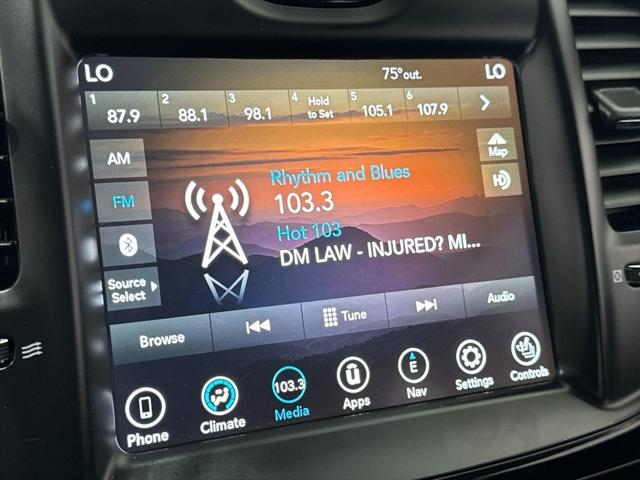 LO 75° out. LO
1 2 3 4 Hold to Set 5 6
87.9 88.1 98.1 105.1 107.9
AM
FM
Source
Select
Map
HD
Rhythm and Blues
103.3
Hot 103
DM LAW - INJURED? MI...
Browse Tune Audio
E
103.3
Phone Climate Media Apps Nav Settings Controls